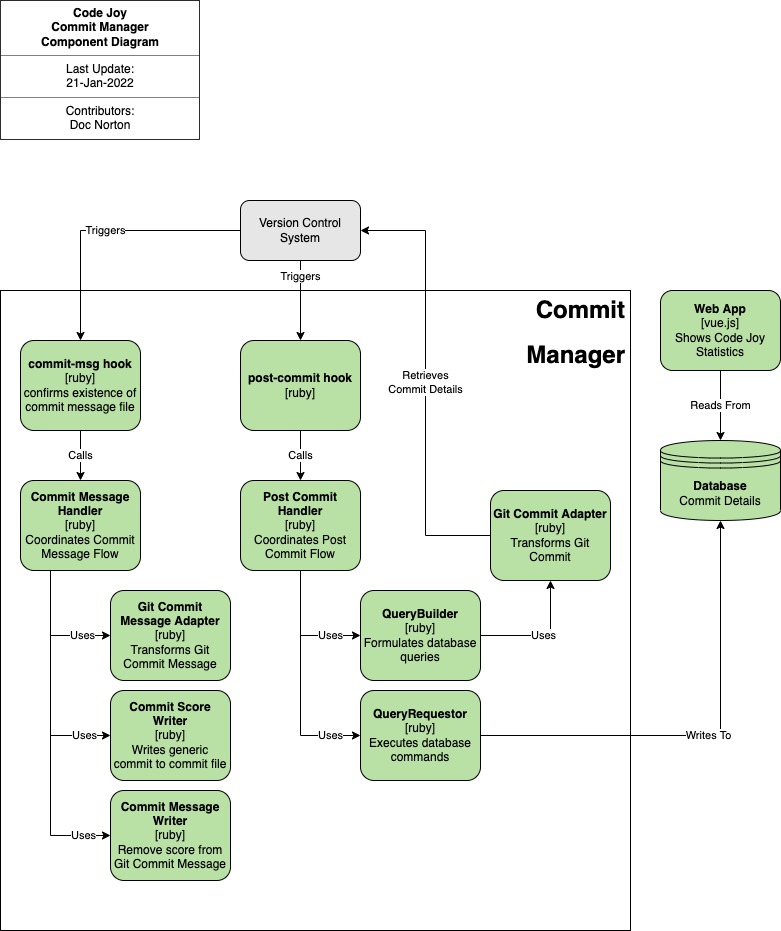 Code Joy
Commit Manager
Component Diagram
Last Update:
21-Jan-2022
Contributors:
Doc Norton
Version Control
System
Triggers
Triggers
Commit
Manager
commit-msg hook
[ruby]
confirms existence of
commit message file
post-commit hook
[ruby]
Retrieves
Commit Details
Web App
[vue.js]
Shows Code Joy
Statistics
Reads From
Calls
Calls
Commit Message
Handler
[ruby]
Coordinates Commit
Message Flow
Post Commit
Handler
[ruby]
Coordinates Post
Commit Flow
Git Commit Adapter
[ruby]
Transforms Git
Commit
Database
Commit Details
Uses
Git Commit
Message Adapter
[ruby]
Transforms Git
Commit Message
Uses
QueryBuilder
[ruby]
Formulates database
queries
Uses
Uses
Commit Score
Writer
[ruby]
Writes generic
commit to commit file
Uses
QueryRequestor
[ruby]
Executes database
commands
Writes To
Uses
Commit Message
Writer
[ruby]
Remove score from
Git Commit Message